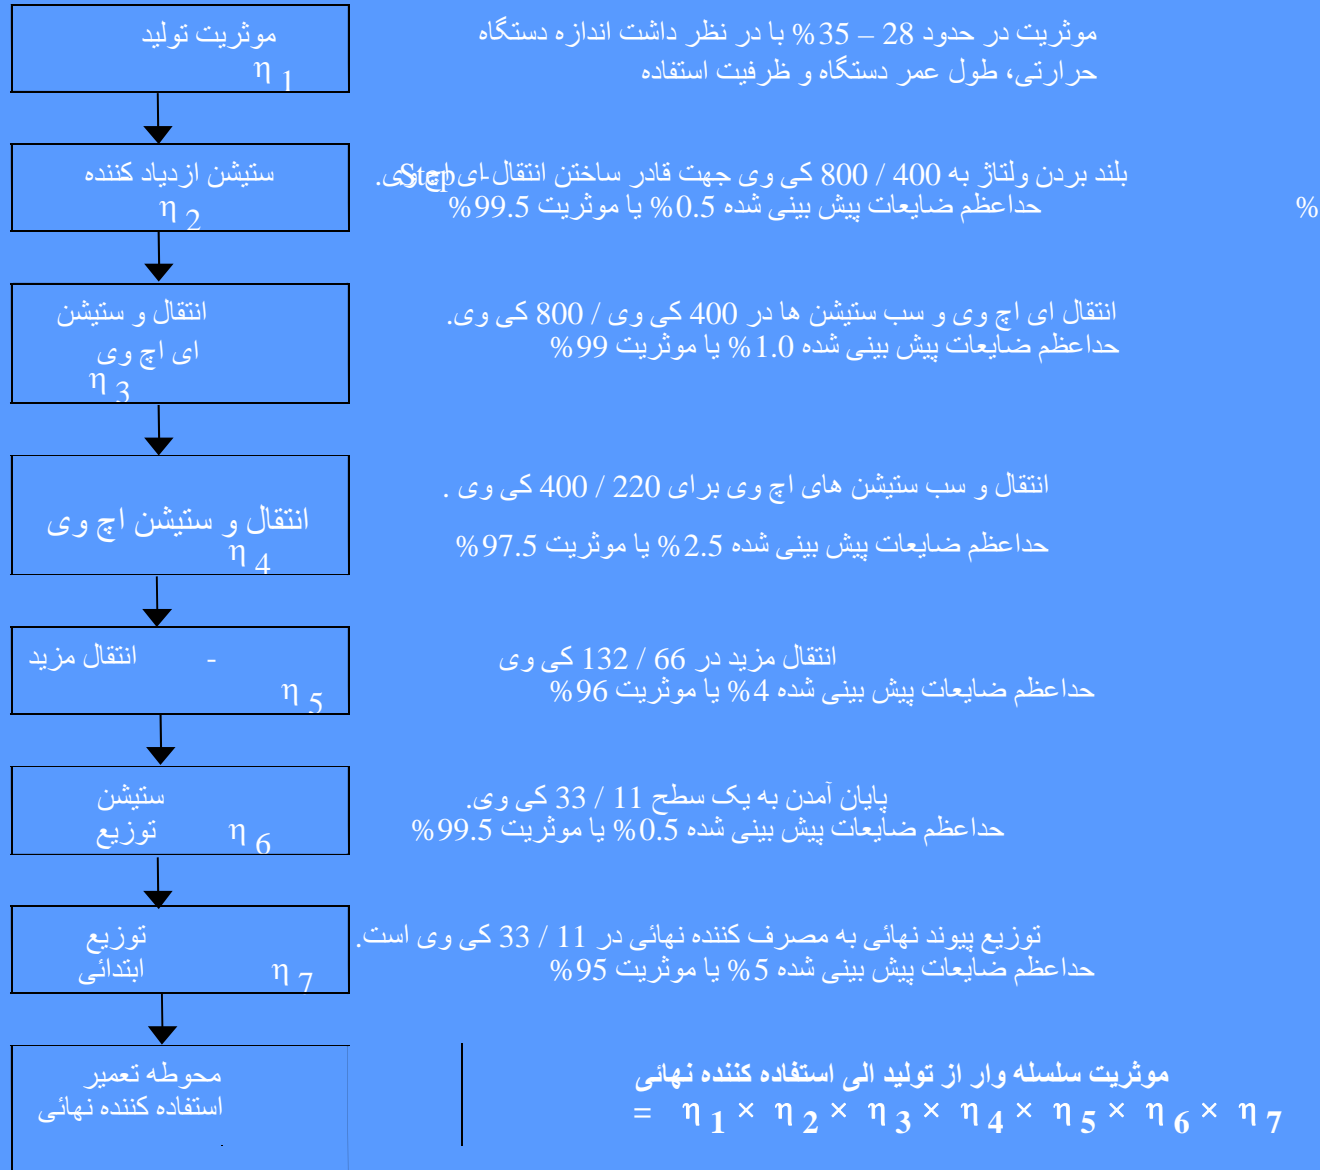 موثریت تولید
η 1
موثریت در حدود 28 – 35% با در نظر داشت اندازه دستگاه
حرارتی، طول عمر دستگاه و ظرفیت استفاده
ستیشن ازدیاد کننده
η 2
بلند بردن ولتاژ به 400 / 800 کی وی جهت قادر ساختن انتقال
حداعظم ضایعات پیش بینی شده 0.5% یا موثریت 99.5%
%
انتقال و ستیشن
ای اچ وی
η 3
انتقال ای اچ وی و سب ستیشن ها در 400 کی وی / 800 کی وی.
حداعظم ضایعات پیش بینی شده 1.0% یا موثریت 99%
انتقال و ستیشن اچ وی
η 4
انتقال و سب ستیشن های اچ وی برای 220 / 400 کی وی .
حداعظم ضایعات پیش بینی شده 2.5% یا موثریت 97.5%
انتقال مزید -
η 5
انتقال مزید در 66 / 132 کی وی
حداعظم ضایعات پیش بینی شده 4% یا موثریت 96%
ستیشن
توزیع η 6
پایان آمدن به یک سطح 11 / 33 کی وی.
حداعظم ضایعات پیش بینی شده 0.5% یا موثریت 99.5%
توزیع
ابتدائی η 7
توزیع پیوند نهائی به مصرف کننده نهائی در 11 / 33 کی وی است.
حداعظم ضایعات پیش بینی شده 5% یا موثریت 95%
محوطه تعمیر
استفاده کننده نهائی
موثریت سلسله وار از تولید الی استفاده کننده نهائی
= η 1 × η 2 × η 3 × η 4 × η 5 × η 6 × η 7